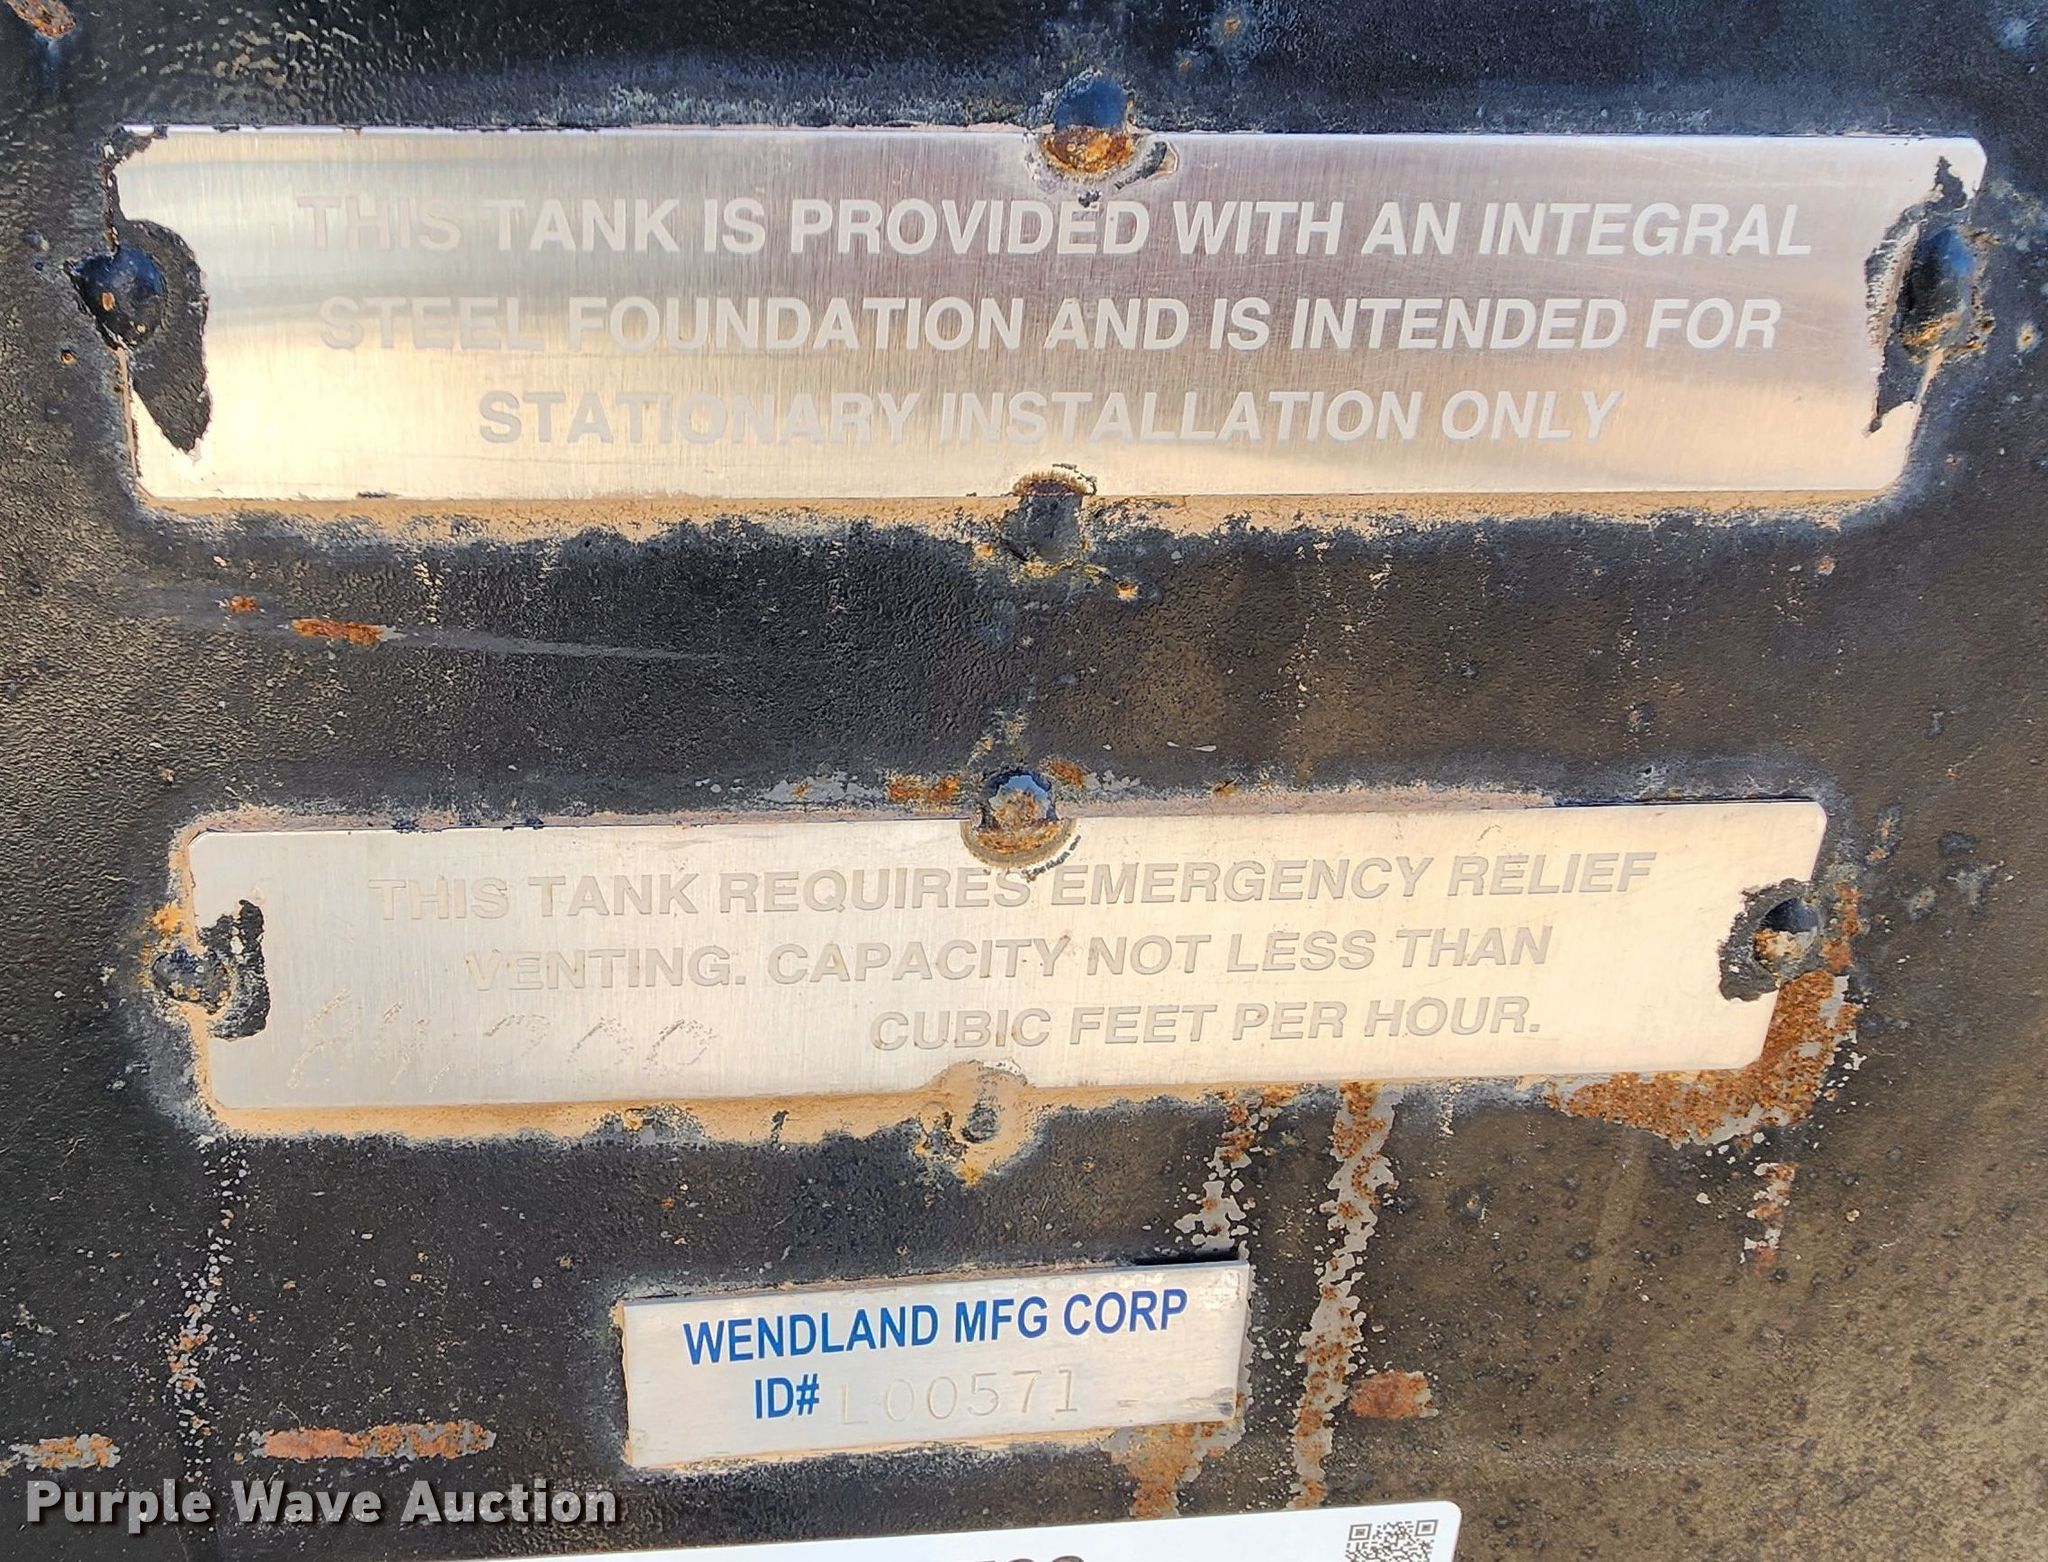 THIS TANK IS PROVIDED WITH AN INTEGRAL
STEEL FOUNDATION AND IS INTENDED FOR
STATIONARY INSTALLATION ONLY
THIS TANK REQUIRES EMERGENCY RELIEF
VENTING. CAPACITY NOT LESS THAN
CUBIC FEET PER HOUR.
WENDLAND MFG CORP
ID# L00571
Purple Wave Auction